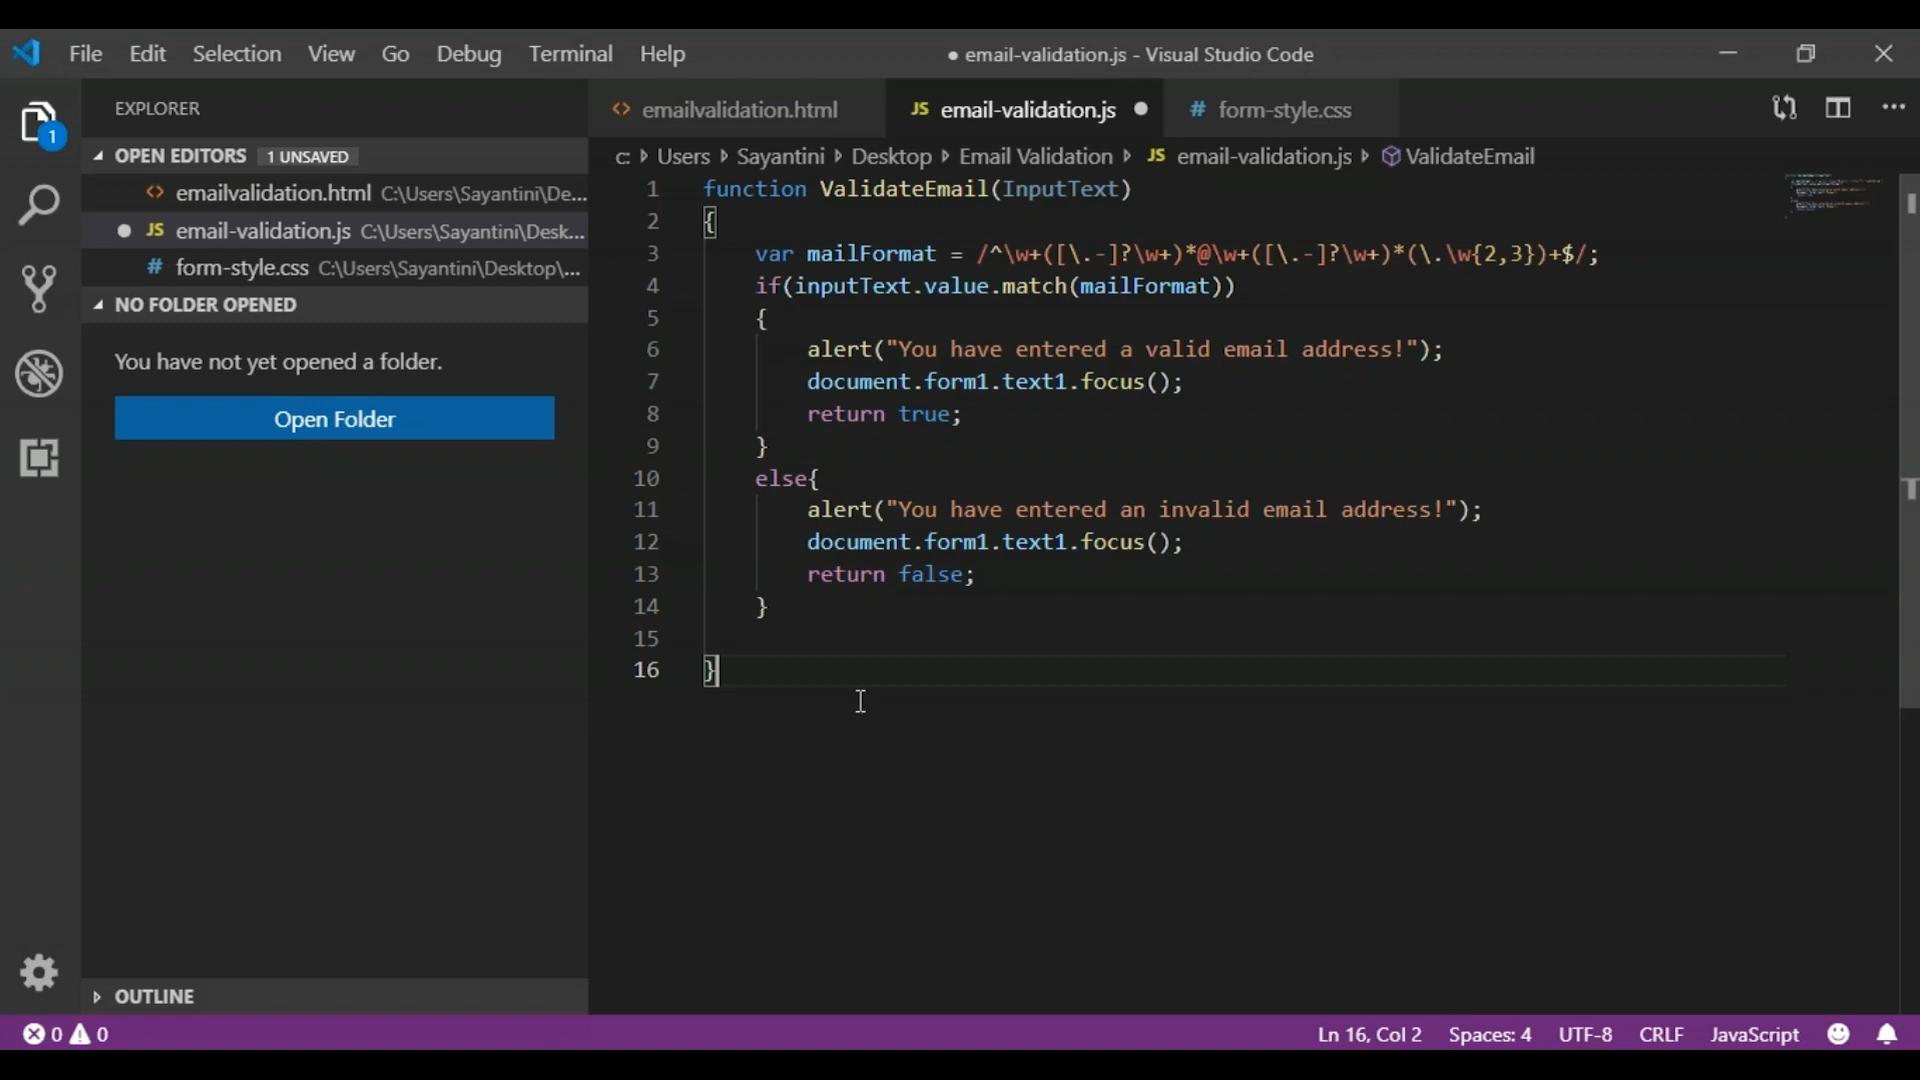 File Edit Selection View Go Debug Terminal Help
● email-validation.js - Visual Studio Code
EXPLORER
OPEN EDITORS 1 UNSAVED
<> emailvalidation.html C:\Users\Sayantini\De...
● JS email-validation.js C:\Users\Sayantini\Desk...
# form-style.css C:\Users\Sayantini\Desktop\...
NO FOLDER OPENED
You have not yet opened a folder.
Open Folder
OUTLINE
1
<> emailvalidation.html JS email-validation.js ● # form-style.css
c: Users Sayantini Desktop Email Validation JS email-validation.js ValidateEmail
1 function ValidateEmail(InputText)
2 {
3 var mailFormat = /^\w+([\.-]?\w+)*@\w+([\.-]?\w+)*(\.\w{2,3})+$/;
4 if(inputText.value.match(mailFormat))
5 {
6 alert("You have entered a valid email address!");
7 document.form1.text1.focus();
8 return true;
9 }
10 else{
11 alert("You have entered an invalid email address!");
12 document.form1.text1.focus();
13 return false;
14 }
15
16 }
0 0
Ln 16, Col 2 Spaces: 4 UTF-8 CRLF JavaScript